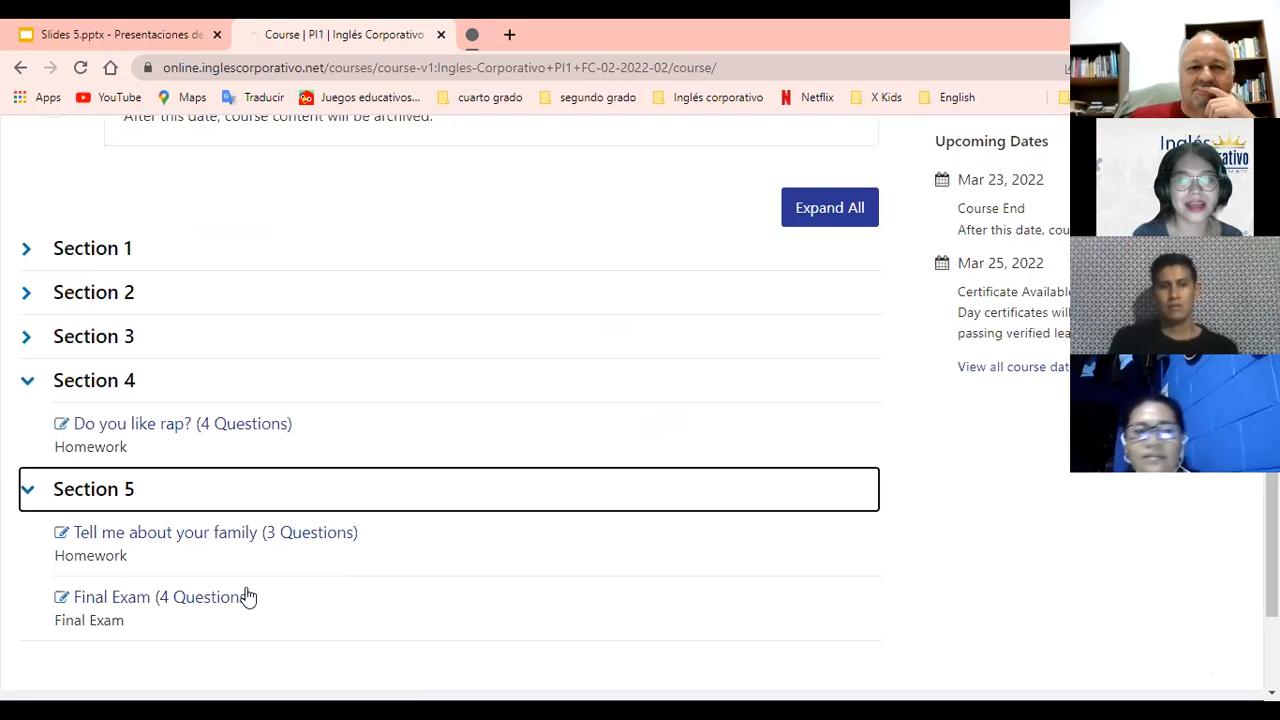 Slides 5.pptx - Presentaciones de
Course | PI1 | Inglés Corporativo
online.inglescorporativo.net/courses/course-v1:Ingles-Corporativo+PI1+FC-02-2022-02/course/
Apps YouTube Maps Traducir Juegos educativos... cuarto grado segundo grado Inglés corporativo Netflix X Kids English
After this date, course content will be archived.
Expand All
Section 1
Section 2
Section 3
Section 4
Do you like rap? (4 Questions)
Homework
Section 5
Tell me about your family (3 Questions)
Homework
Final Exam (4 Question
Final Exam
Upcoming Dates
Mar 23, 2022
Course End
After this date, cou
Mar 25, 2022
Certificate Available
Day certificates will
passing verified lea
View all course dat
Inglés